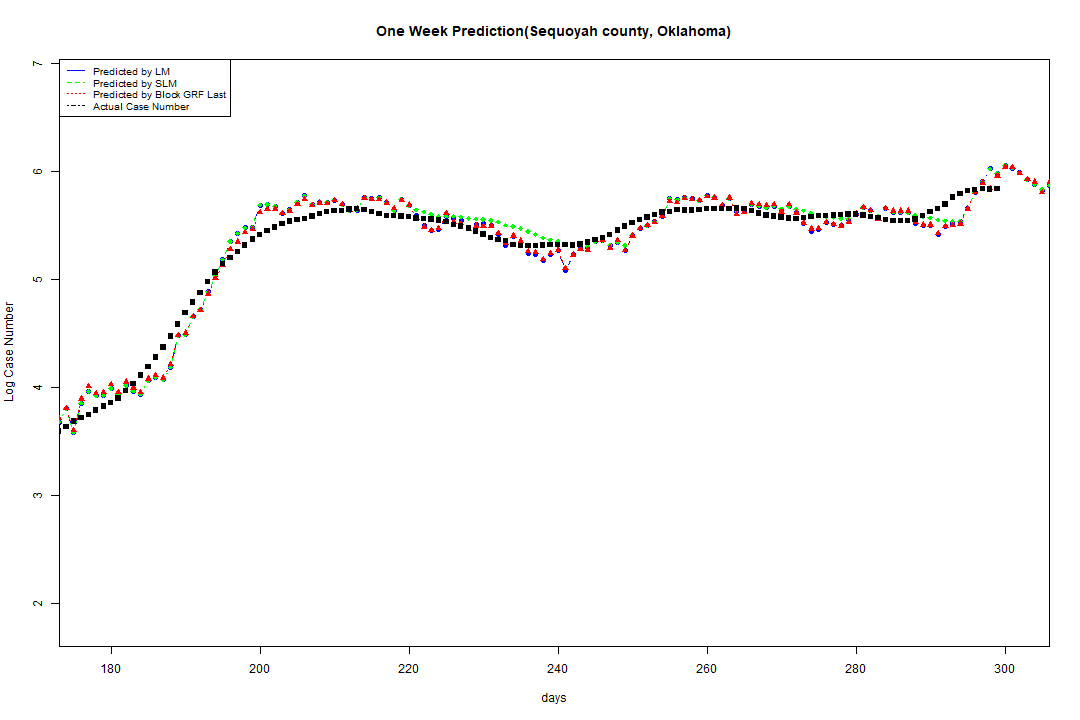 One Week Prediction(Sequoyah county, Oklahoma)
Predicted by LM
Predicted by SLM
Predicted by Block GRF Last
Actual Case Number
7
6
5
4
3
2
Log Case Number
180 200 220 240 260 280 300
days